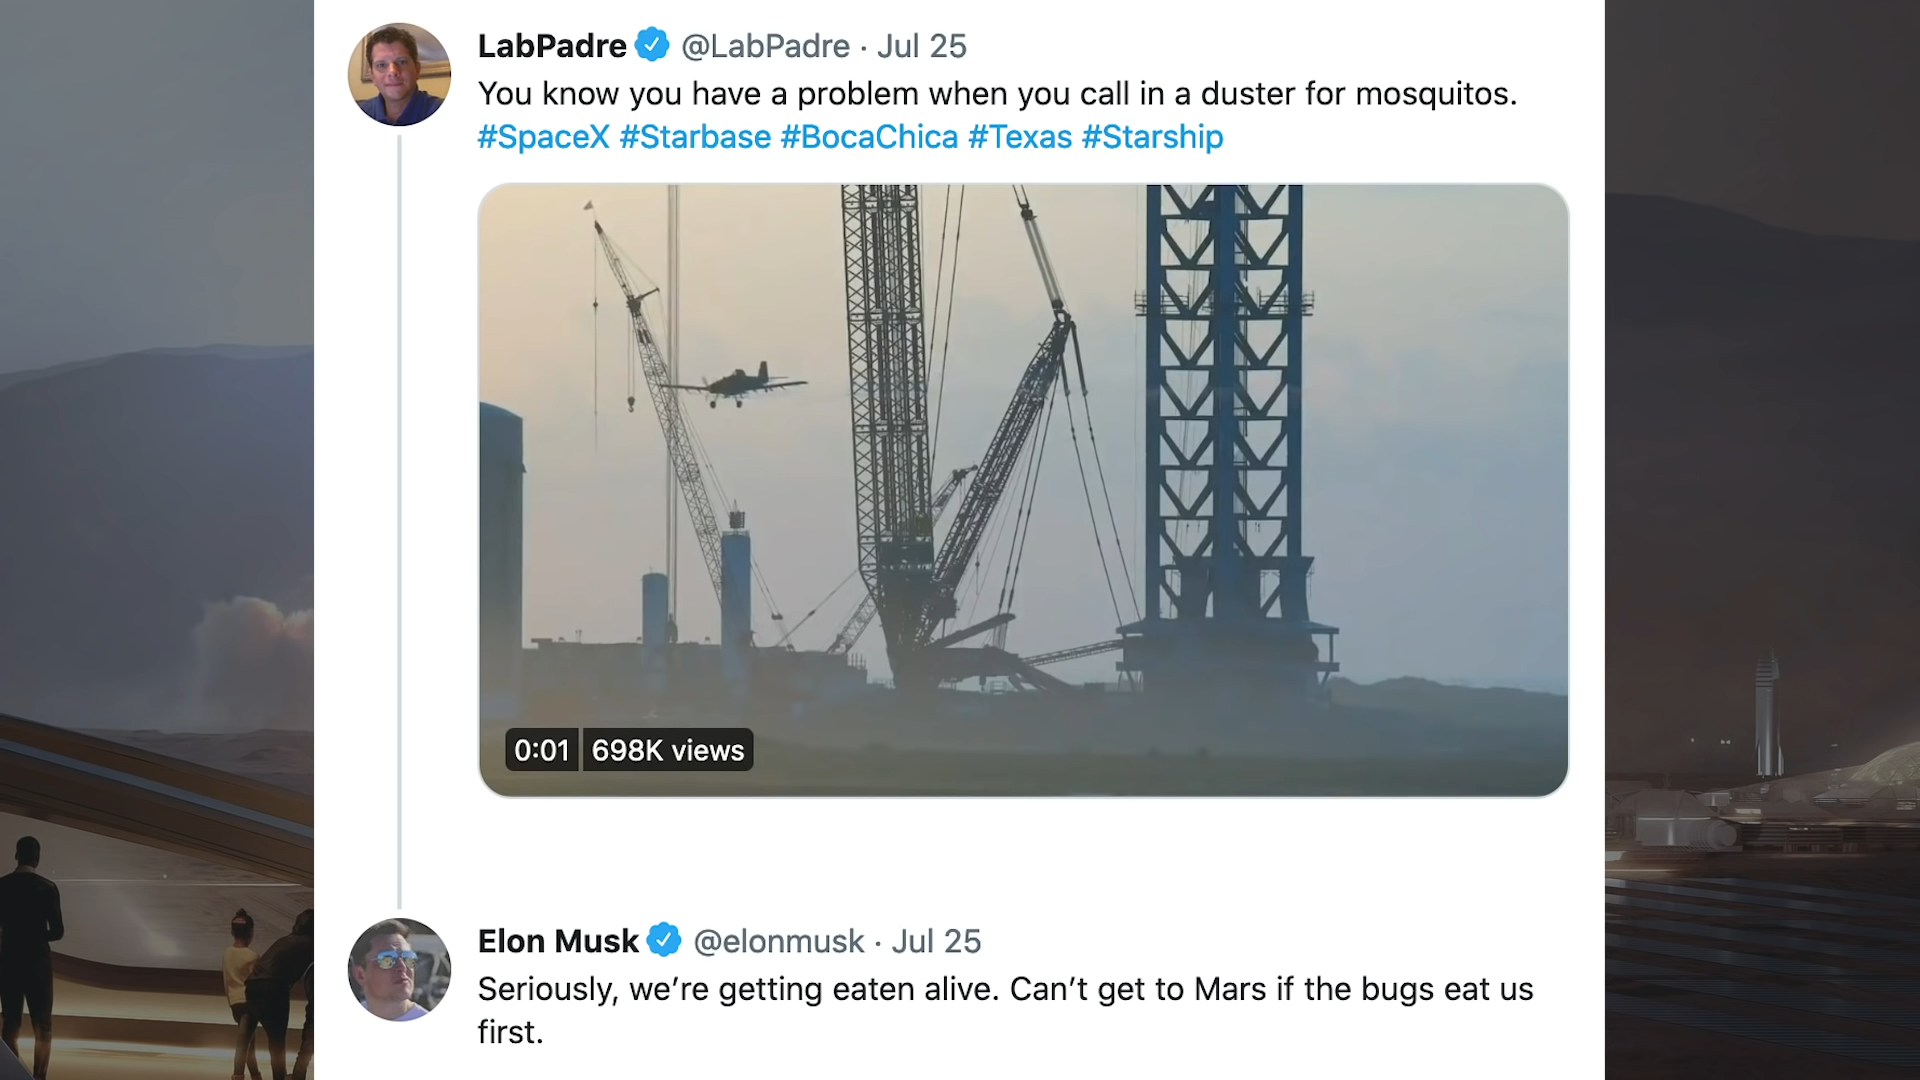 LabPadre @LabPadre · Jul 25
You know you have a problem when you call in a duster for mosquitos.
#SpaceX #Starbase #BocaChica #Texas #Starship
0:01 698K views
Elon Musk @elonmusk · Jul 25
Seriously, we’re getting eaten alive. Can’t get to Mars if the bugs eat us
first.